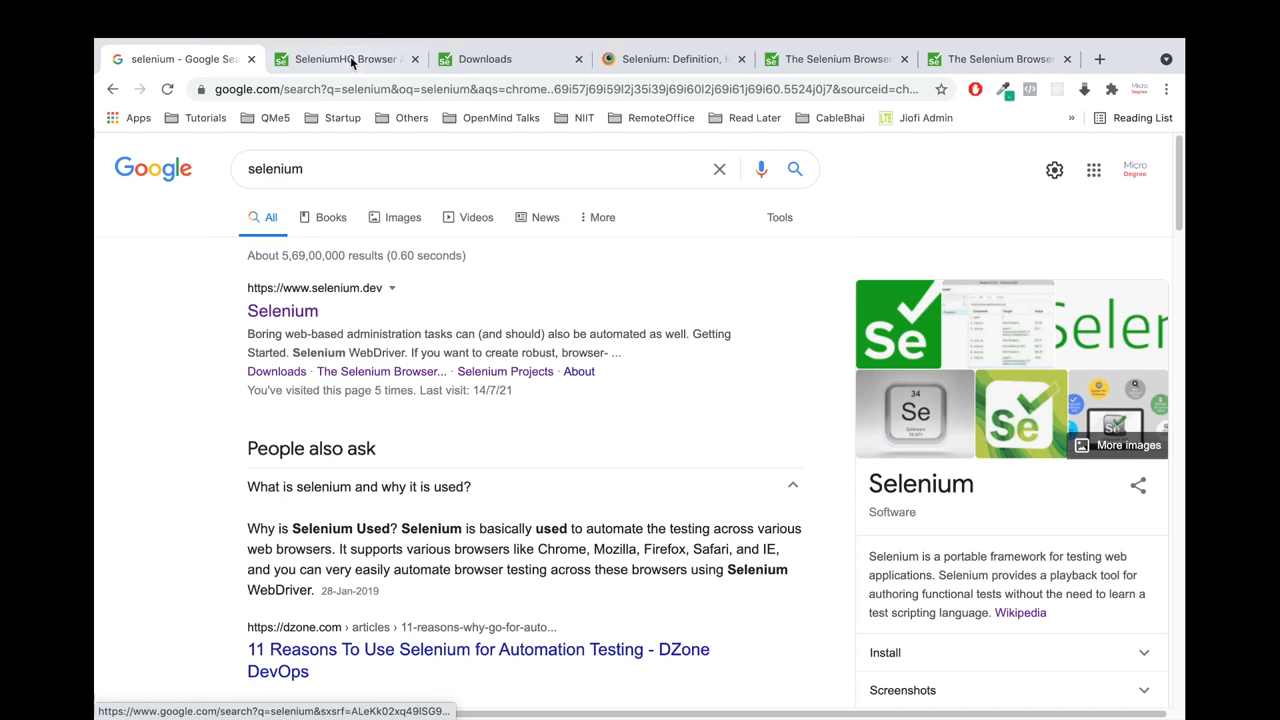 selenium - Google Sea
SeleniumHQ Browser A
Downloads
Selenium: Definition, H
The Selenium Browser
The Selenium Browser
google.com/search?q=selenium&oq=selenium&aqs=chrome..69i57j69i59l2j35i39j69i60l2j69i61j69i60.5524j0j7&sourceid=ch...
Micro
Degree
Apps
Tutorials
QMe5
Startup
Others
OpenMind Talks
NIIT
RemoteOffice
Read Later
CableBhai
LTE
Jiofi Admin
»
Reading List
Google
selenium
Micro
Degree
All
Books
Images
Videos
News
More
Tools
About 5,69,00,000 results (0.60 seconds)
https://www.selenium.dev
Selenium
Boring web-based administration tasks can (and should) also be automated as well. Getting
Started. Selenium WebDriver. If you want to create robust, browser- ...
Downloads · The Selenium Browser... · Selenium Projects · About
You've visited this page 5 times. Last visit: 14/7/21
People also ask
What is selenium and why it is used?
Why is Selenium Used? Selenium is basically used to automate the testing across various
web browsers. It supports various browsers like Chrome, Mozilla, Firefox, Safari, and IE,
and you can very easily automate browser testing across these browsers using Selenium
WebDriver. 28-Jan-2019
https://dzone.com › articles › 11-reasons-why-go-for-auto...
11 Reasons To Use Selenium for Automation Testing - DZone
DevOps
Se
Selen
34
Se
Se
Se
More images
Selenium
Software
Selenium is a portable framework for testing web
applications. Selenium provides a playback tool for
authoring functional tests without the need to learn a
test scripting language. Wikipedia
Install
Screenshots